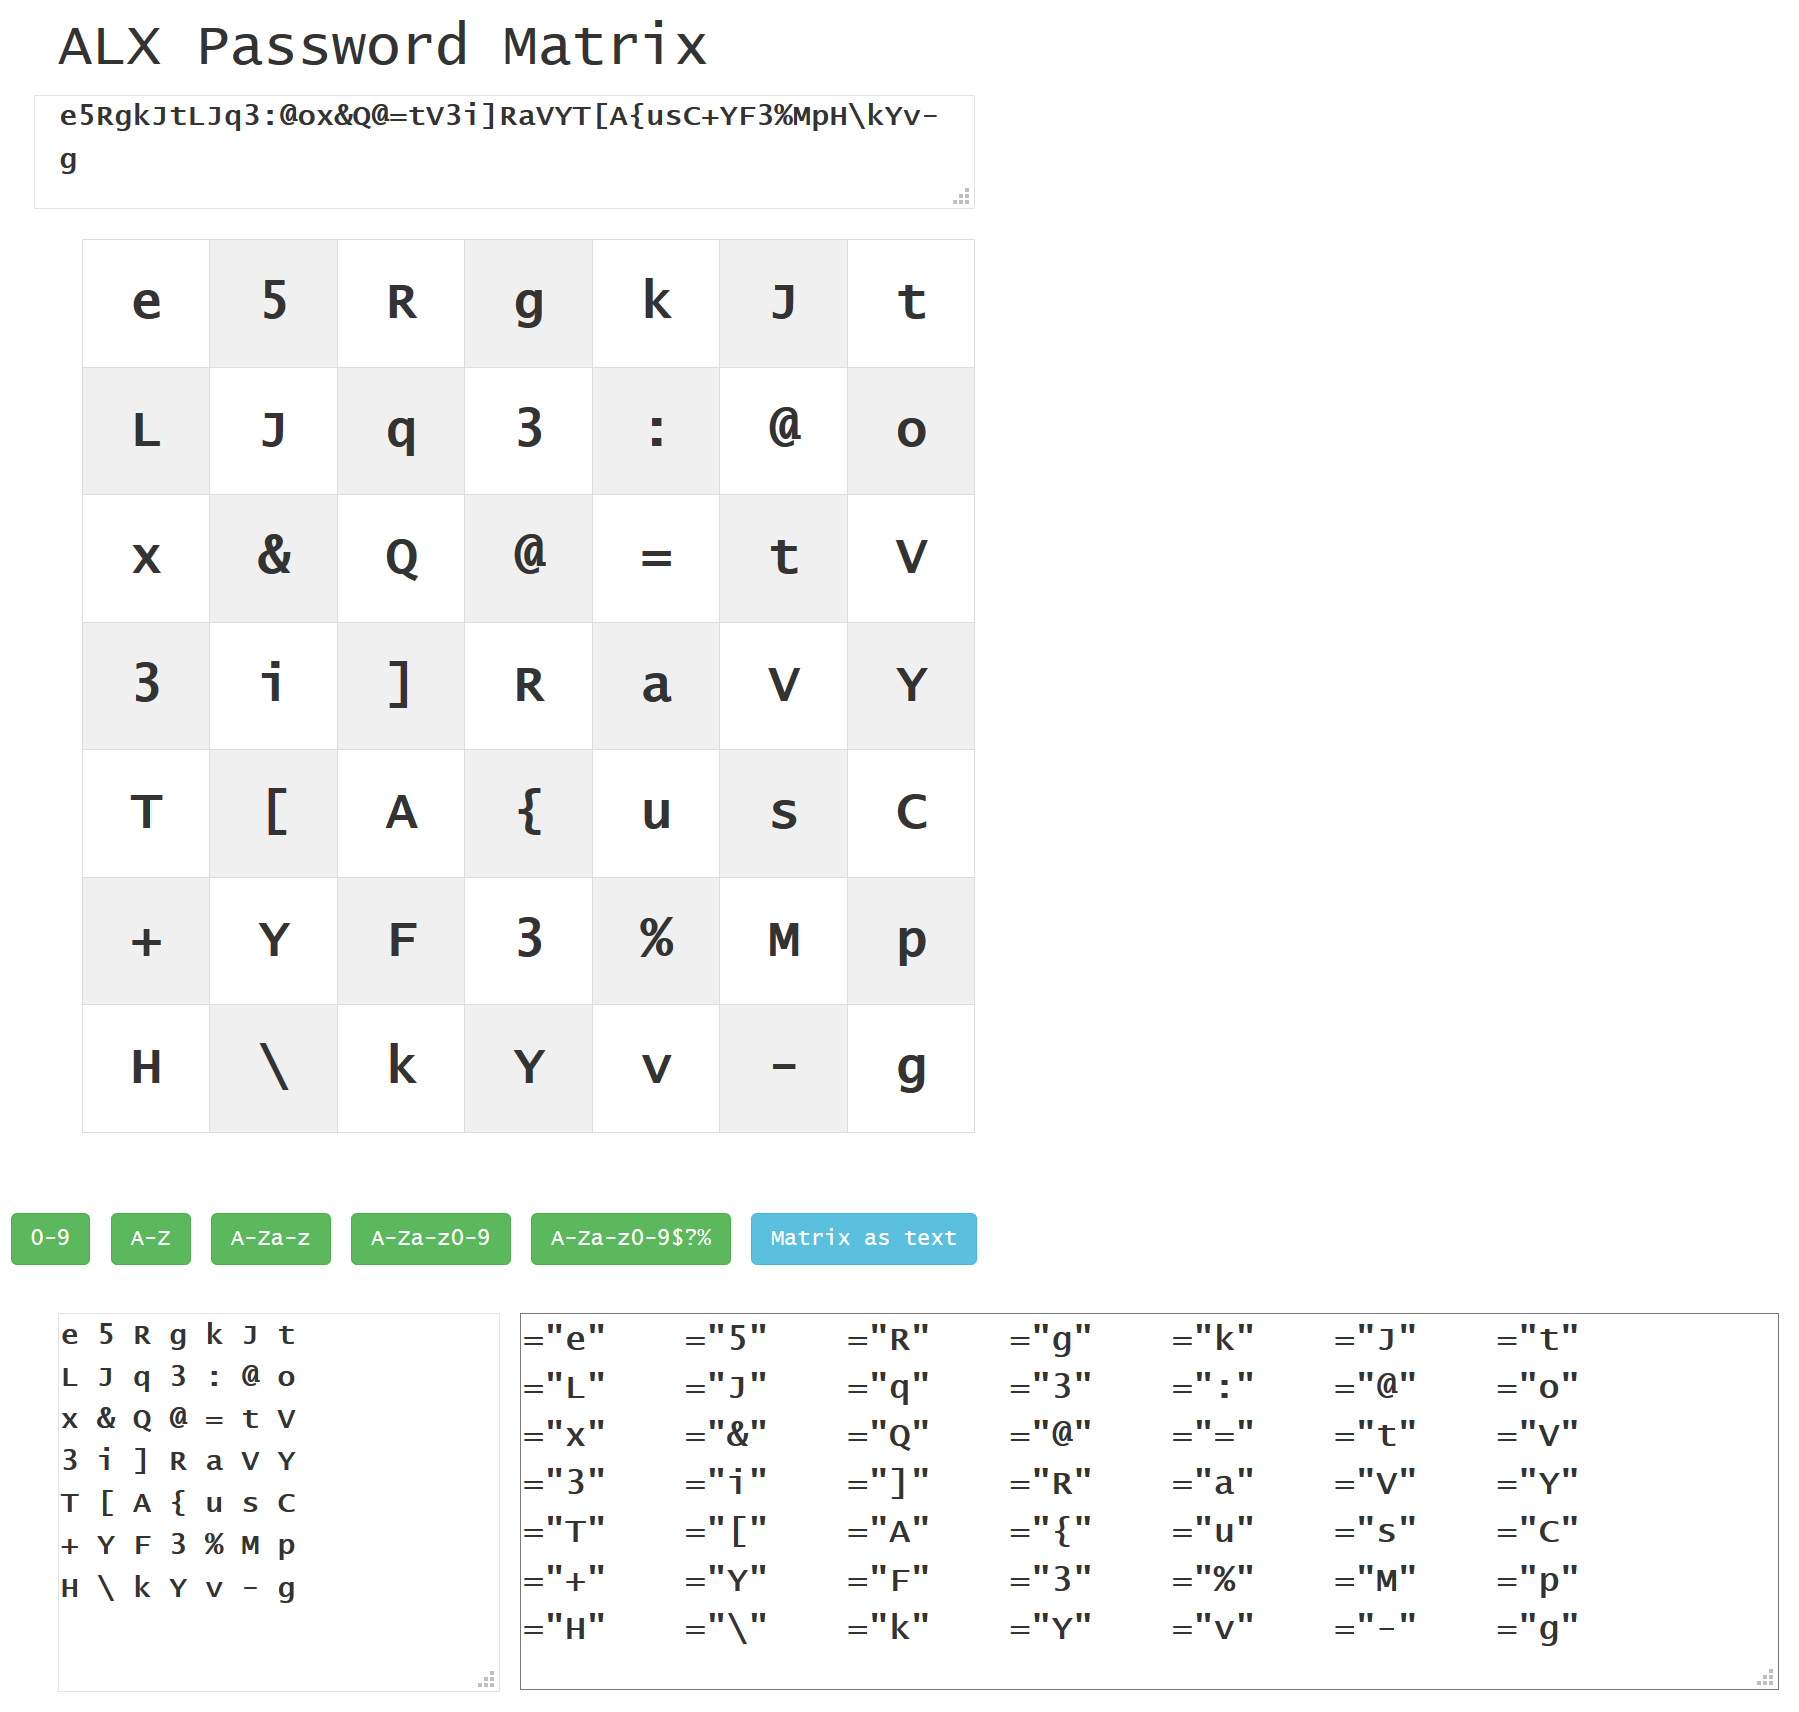 ALX Password Matrix
e5RgkJtLJq3:@ox&Q@=tV3i]RaVYT[A{usC+YF3%MpH\kYv-
g
e 5 R g k J t
L J q 3 : @ o
x & Q @ = t V
3 i ] R a V Y
T [ A { u s C
+ Y F 3 % M p
H \ k Y v - g
0-9 A-Z A-Za-z A-Za-z0-9 A-Za-z0-9$?% Matrix as text
e 5 R g k J t
L J q 3 : @ o
x & Q @ = t V
3 i ] R a V Y
T [ A { u s C
+ Y F 3 % M p
H \ k Y v - g
="e" ="5" ="R" ="g" ="k" ="J" ="t"
="L" ="J" ="q" ="3" =":" ="@" ="o"
="x" ="&" ="Q" ="@" ="=" ="t" ="V"
="3" ="i" ="]" ="R" ="a" ="V" ="Y"
="T" ="[" ="A" ="{" ="u" ="s" ="C"
="+" ="Y" ="F" ="3" ="%" ="M" ="p"
="H" ="\" ="k" ="Y" ="v" ="-" ="g"